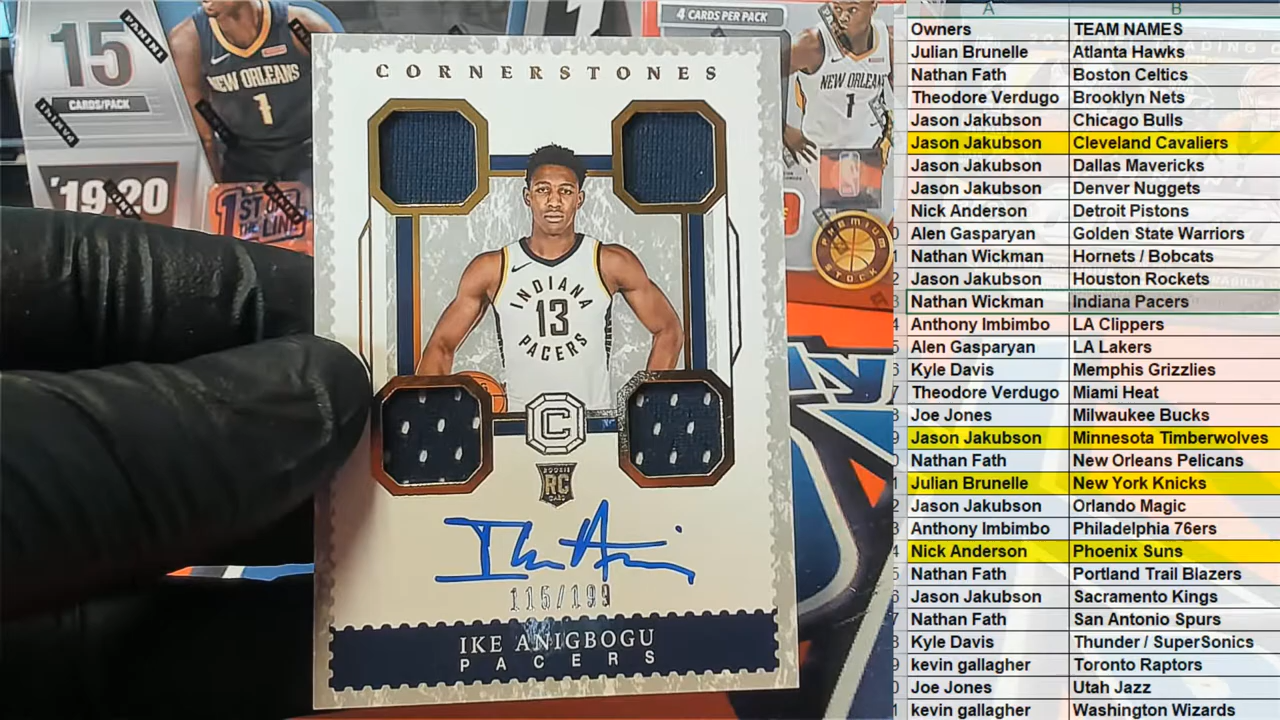 15
PANINI
CARDS/PACK
'19-20
1ST OFF
THE LINE
NEW ORLEANS
1
4 CARDS PER PACK
NEW ORLEANS
1
PREMIUM
STOCK
CORNERSTONES
INDIANA
13
PACERS
C
ROOKIE
RC
CARD
115/199
IKE ANIGBOGU
PACERS
A B
Owners TEAM NAMES
Julian Brunelle Atlanta Hawks
Nathan Fath Boston Celtics
Theodore Verdugo Brooklyn Nets
Jason Jakubson Chicago Bulls
Jason Jakubson Cleveland Cavaliers
Jason Jakubson Dallas Mavericks
Jason Jakubson Denver Nuggets
Nick Anderson Detroit Pistons
Alen Gasparyan Golden State Warriors
Nathan Wickman Hornets / Bobcats
Jason Jakubson Houston Rockets
Nathan Wickman Indiana Pacers
Anthony Imbimbo LA Clippers
Alen Gasparyan LA Lakers
Kyle Davis Memphis Grizzlies
Theodore Verdugo Miami Heat
Joe Jones Milwaukee Bucks
Jason Jakubson Minnesota Timberwolves
Nathan Fath New Orleans Pelicans
Julian Brunelle New York Knicks
Jason Jakubson Orlando Magic
Anthony Imbimbo Philadelphia 76ers
Nick Anderson Phoenix Suns
Nathan Fath Portland Trail Blazers
Jason Jakubson Sacramento Kings
Nathan Fath San Antonio Spurs
Kyle Davis Thunder / SuperSonics
kevin gallagher Toronto Raptors
Joe Jones Utah Jazz
kevin gallagher Washington Wizards